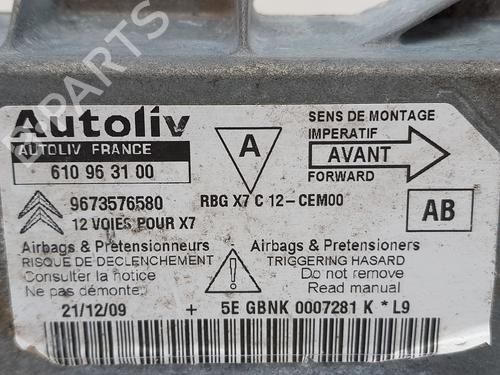 B-PARTS
Autoliv
AUTOLIV FRANCE
610 96 31 00
A
SENS DE MONTAGE
IMPERATIF
AVANT
FORWARD
9673576580
RBG X7 C 12-CEM00
12 VOIES POUR X7
AB
Airbags & Pretensionneurs
RISQUE DE DECLENCHEMENT
Consulter la notice
Ne pas démonter.
!
Airbags & Pretensioners
TRIGGERING HASARD
Do not remove
Read manual
21/12/09 + 5E GBNK 0007281 K * L9